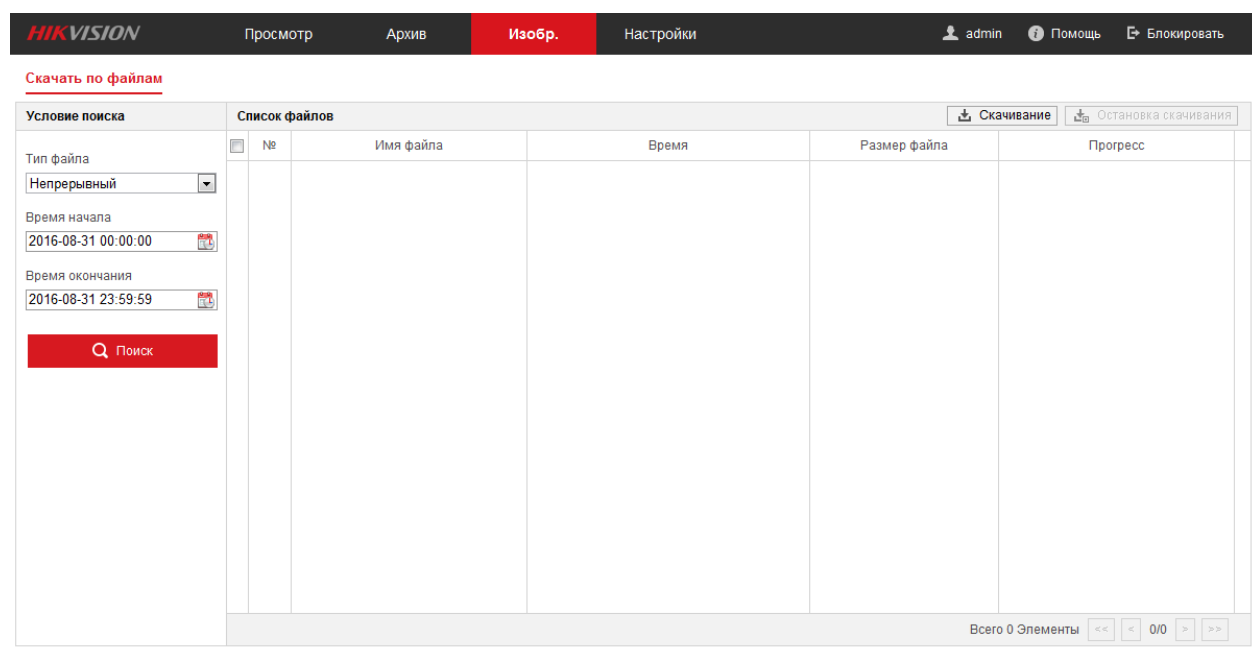 HIKVISION Просмотр Архив Изобр. Настройки admin Помощь Блокировать
Скачать по файлам
Условие поиска
Список файлов
Скачивание Остановка скачивания
Тип файла
Непрерывный
Время начала
2016-08-31 00:00:00
Время окончания
2016-08-31 23:59:59
Поиск
№ Имя файла Время Размер файла Прогресс
Всего 0 Элементы << < 0/0 > >>